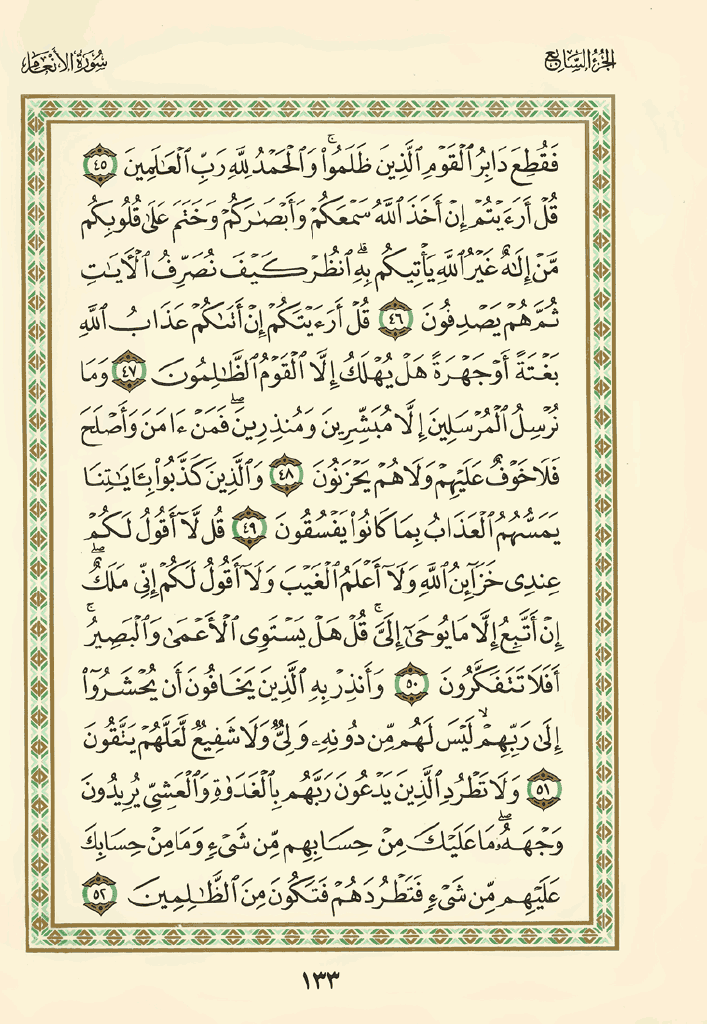 الجزء السابع
سورة الأنعام
فَقُطِعَ دَابِرُ ٱلْقَوْمِ ٱلَّذِينَ ظَلَمُوا۟ ۚ وَٱلْحَمْدُ لِلَّهِ رَبِّ ٱلْعَـٰلَمِينَ ٤٥
قُلْ أَرَءَيْتُمْ إِنْ أَخَذَ ٱللَّهُ سَمْعَكُمْ وَأَبْصَـٰرَكُمْ وَخَتَمَ عَلَىٰ قُلُوبِكُم
مَّنْ إِلَـٰهٌ غَيْرُ ٱللَّهِ يَأْتِيكُم بِهِ ۗ ٱنظُرْ كَيْفَ نُصَرِّفُ ٱلْـَٔايَـٰتِ
ثُمَّ هُمْ يَصْدِفُونَ ٤٦ قُلْ أَرَءَيْتَكُمْ إِنْ أَتَىٰكُمْ عَذَابُ ٱللَّهِ
بَغْتَةً أَوْ جَهْرَةً هَلْ يُهْلَكُ إِلَّا ٱلْقَوْمُ ٱلظَّـٰلِمُونَ ٤٧ وَمَا
نُرْسِلُ ٱلْمُرْسَلِينَ إِلَّا مُبَشِّرِينَ وَمُنذِرِينَ ۖ فَمَنْ ءَامَنَ وَأَصْلَحَ
فَلَا خَوْفٌ عَلَيْهِمْ وَلَا هُمْ يَحْزَنُونَ ٤٨ وَٱلَّذِينَ كَذَّبُوا۟ بِـَٔايَـٰتِنَا
يَمَسُّهُمُ ٱلْعَذَابُ بِمَا كَانُوا۟ يَفْسُقُونَ ٤٩ قُل لَّآ أَقُولُ لَكُمْ
عِندِى خَزَآئِنُ ٱللَّهِ وَلَآ أَعْلَمُ ٱلْغَيْبَ وَلَآ أَقُولُ لَكُمْ إِنِّى مَلَكٌ ۖ
إِنْ أَتَّبِعُ إِلَّا مَا يُوحَىٰٓ إِلَىَّ ۚ قُلْ هَلْ يَسْتَوِى ٱلْأَعْمَىٰ وَٱلْبَصِيرُ ۚ
أَفَلَا تَتَفَكَّرُونَ ٥٠ وَأَنذِرْ بِهِ ٱلَّذِينَ يَخَافُونَ أَن يُحْشَرُوٓا۟
إِلَىٰ رَبِّهِمْ ۙ لَيْسَ لَهُم مِّن دُونِهِۦ وَلِىٌّ وَلَا شَفِيعٌ لَّعَلَّهُمْ يَتَّقُونَ
٥١ وَلَا تَطْرُدِ ٱلَّذِينَ يَدْعُونَ رَبَّهُم بِٱلْغَدَوٰةِ وَٱلْعَشِىِّ يُرِيدُونَ
وَجْهَهُۥ ۖ مَا عَلَيْكَ مِنْ حِسَابِهِم مِّن شَىْءٍ وَمَا مِنْ حِسَابِكَ
عَلَيْهِم مِّن شَىْءٍ فَتَطْرُدَهُمْ فَتَكُونَ مِنَ ٱلظَّـٰلِمِينَ ٥٢
١٣٣